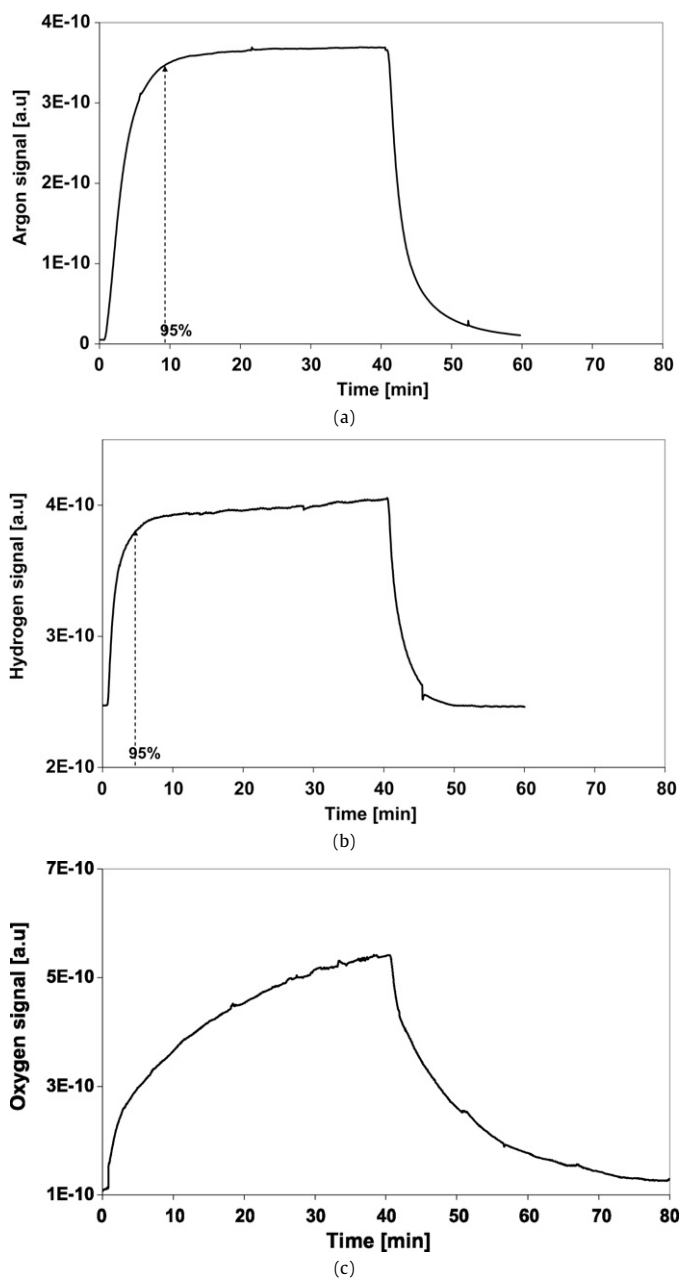 4E-10
3E-10
2E-10
1E-10
0
Argon signal [a.u]
95%
0 10 20 30 40 50 60 70 80
Time [min]
(a)
4E-10
3E-10
2E-10
Hydrogen signal [a.u]
95%
0 10 20 30 40 50 60 70 80
Time [min]
(b)
7E-10
5E-10
3E-10
1E-10
Oxygen signal [a.u]
0 10 20 30 40 50 60 70 80
Time [min]
(c)